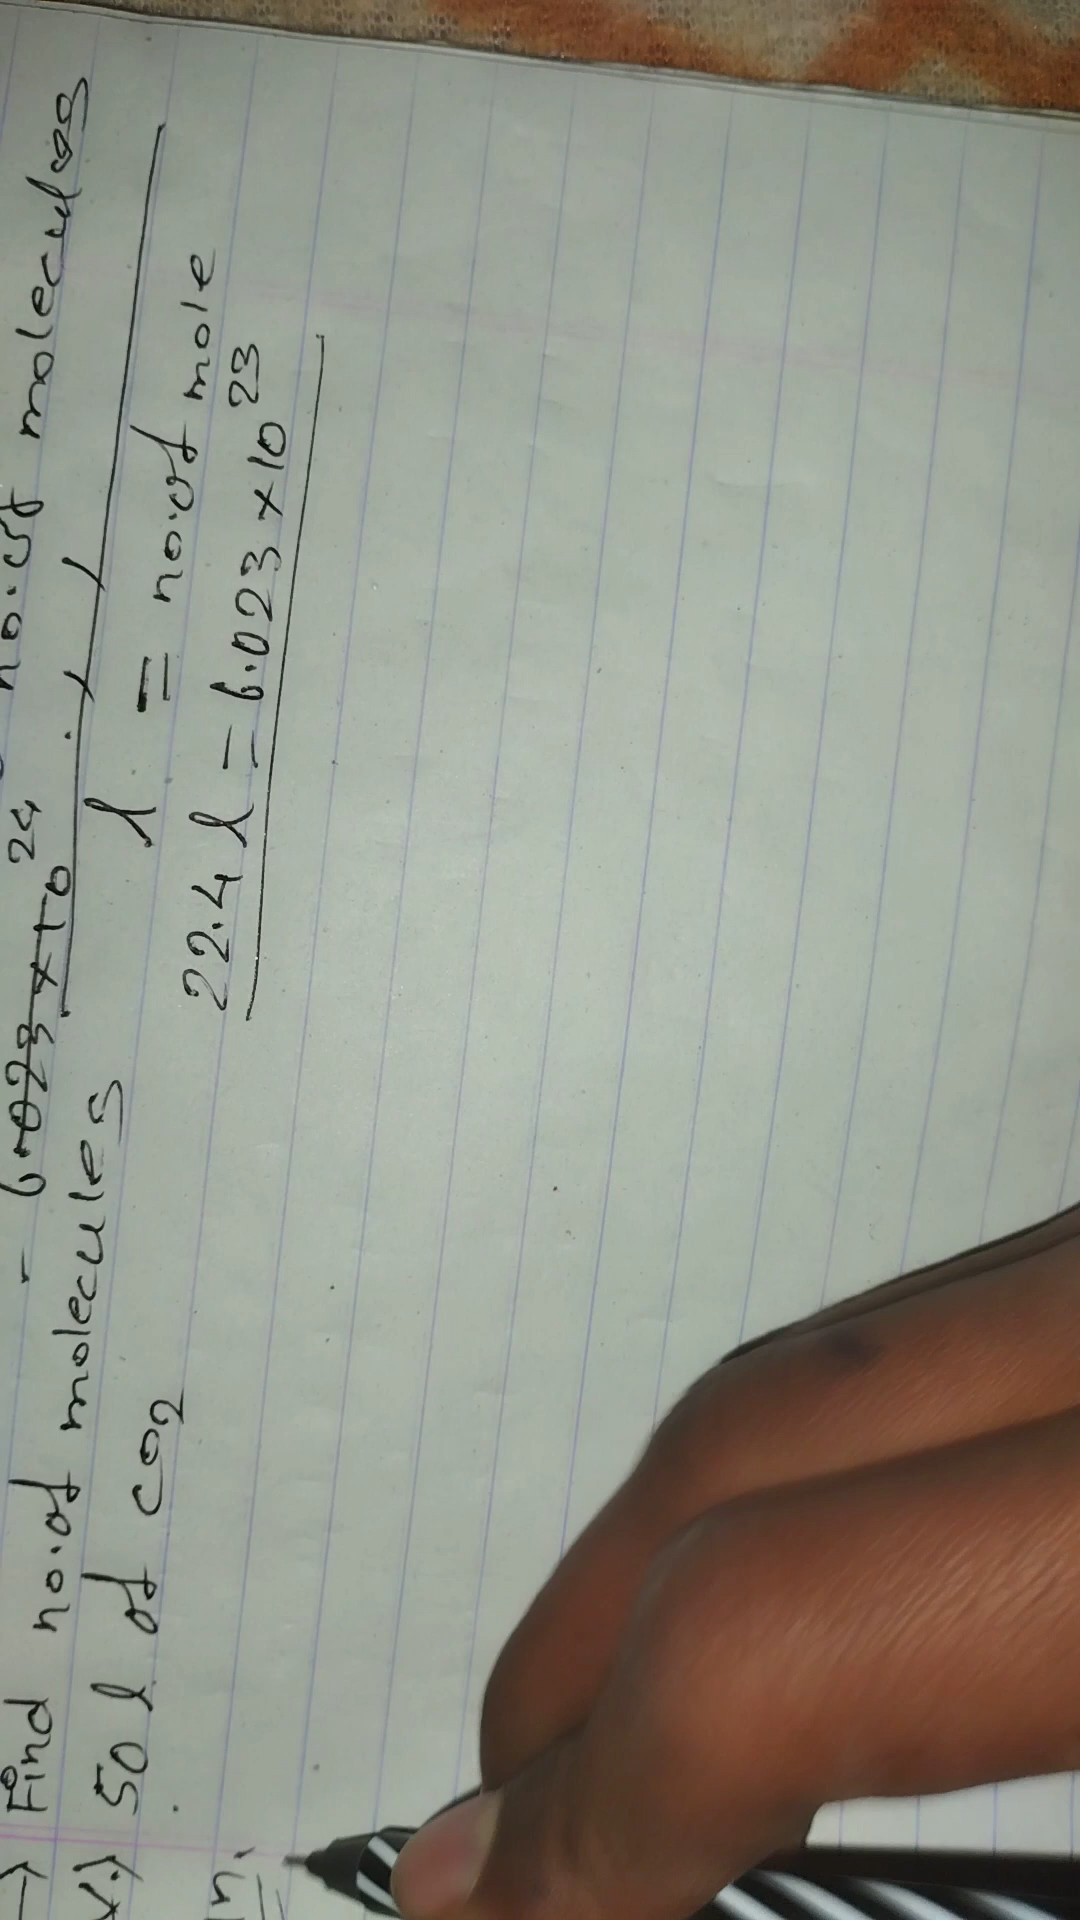 no. of molecules
6.023 × 10^24
→ Find no. of molecules
50 l of CO2
l = no. of mole
22.4 l = 6.023 × 10^23